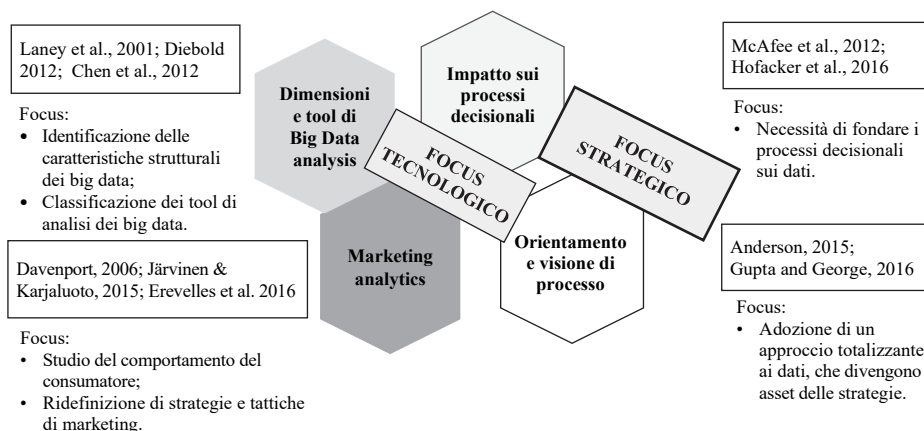 Laney et al., 2001; Diebold
2012; Chen et al., 2012
Focus:
• Identificazione delle
caratteristiche strutturali
dei big data;
• Classificazione dei tool di
analisi dei big data.
Davenport, 2006; Järvinen &
Karjaluoto, 2015; Erevelles et al. 2016
Focus:
• Studio del comportamento del
consumatore;
• Ridefinizione di strategie e tattiche
di marketing.
Dimensioni
e tool di
Big Data
analysis
Impatto sui
processi
decisionali
FOCUS
TECNOLOGICO
FOCUS
STRATEGICO
Marketing
analytics
Orientamento
e visione di
processo
McAfee et al., 2012;
Hofacker et al., 2016
Focus:
• Necessità di fondare i
processi decisionali
sui dati.
Anderson, 2015;
Gupta and George, 2016
Focus:
• Adozione di un
approccio totalizzante
ai dati, che divengono
asset delle strategie.